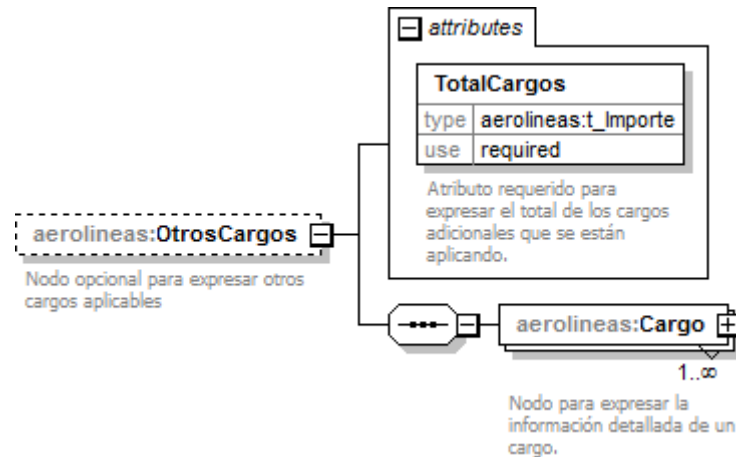 attributes
TotalCargos
type aerolineas:t_Importe
use required
Atributo requerido para
expresar el total de los cargos
adicionales que se están
aplicando.
aerolineas:OtrosCargos
Nodo opcional para expresar otros
cargos aplicables
aerolineas:Cargo
1..∞
Nodo para expresar la
información detallada de un
cargo.